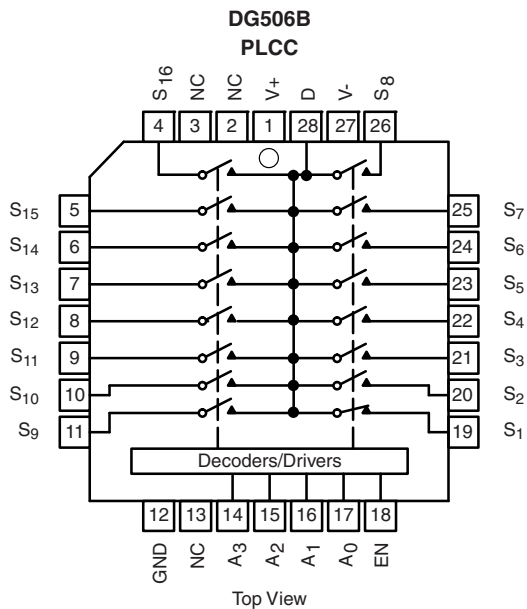 DG506B
PLCC
S16 NC NC V+ D V- S8
4 3 2 1 28 27 26
S15 5 25 S7
S14 6 24 S6
S13 7 23 S5
S12 8 22 S4
S11 9 21 S3
S10 10 20 S2
S9 11 19 S1
Decoders/Drivers
12 13 14 15 16 17 18
GND NC A3 A2 A1 A0 EN
Top View